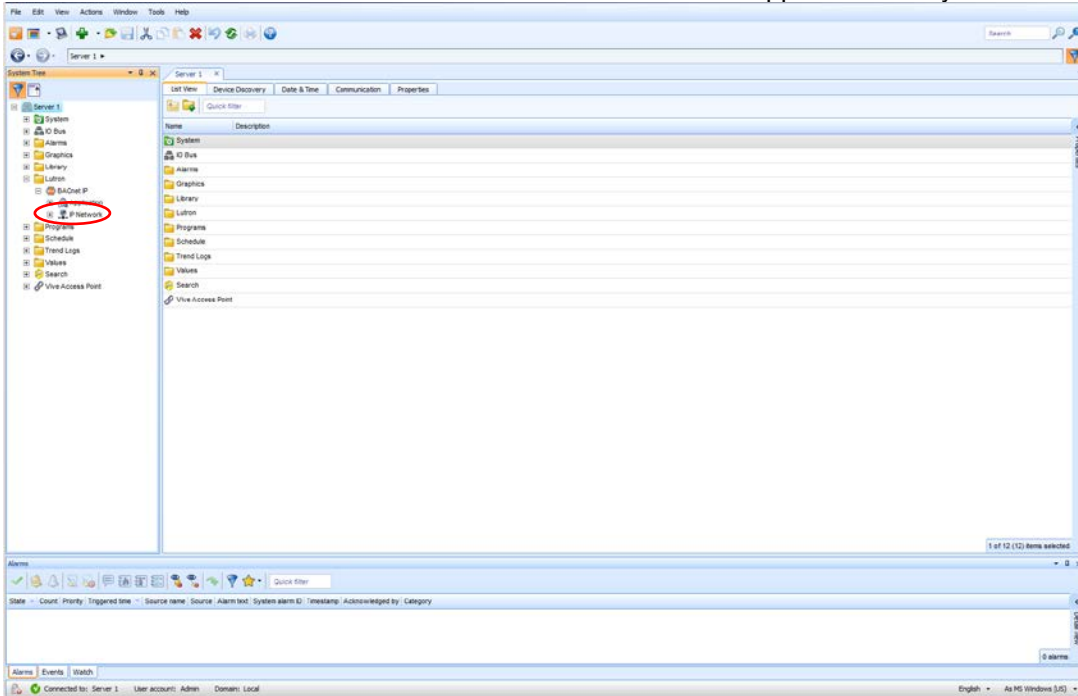 File Edit View Actions Window Tools Help
Search
Server 1
System Tree
Server 1
List View Device Discovery Date & Time Communication Properties
Quick filter
Server 1
System
IO Bus
Alarms
Graphics
Library
Lutron
BACnet IP
Application
IP Network
Programs
Schedule
Trend Logs
Values
Search
Vive Access Point
Name Description
System
IO Bus
Alarms
Graphics
Library
Lutron
Programs
Schedule
Trend Logs
Values
Search
Vive Access Point
Properties
1 of 12 (12) items selected
Alarms
Quick filter
State Count Priority Triggered time Source name Source Alarm text System alarm ID Timestamp Acknowledged by Category
0 alarms
Alarms Events Watch
Connected to: Server 1 User account: Admin Domain: Local English As MS Windows (US)